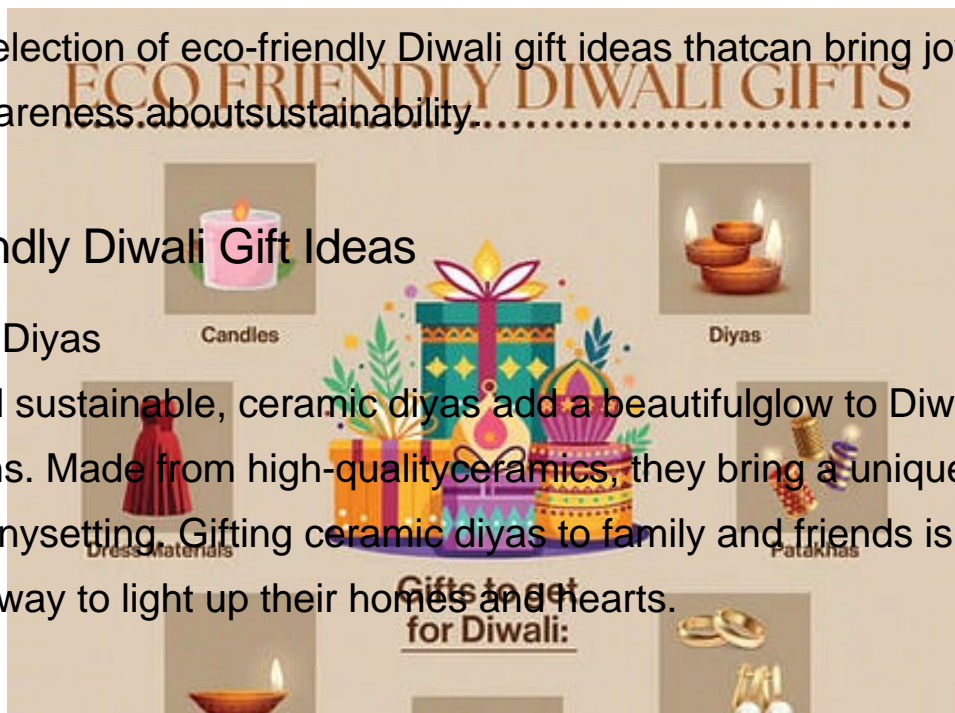 election of eco-friendly Diwali gift ideas thatcan bring jo
ECO FRIENDLY DIWALI GIFTS
areness aboutsustainability.
ndly Diwali Gift Ideas
Candles
Diyas
Diyas
sustainable, ceramic diyas add a beautifulglow to Diw
s. Made from high-qualityceramics, they bring a unique
nysetting. Gifting ceramic diyas to family and friends is
Dress Materials
Patakhas
way to light up their homes and hearts.
Gifts to get
for Diwali: